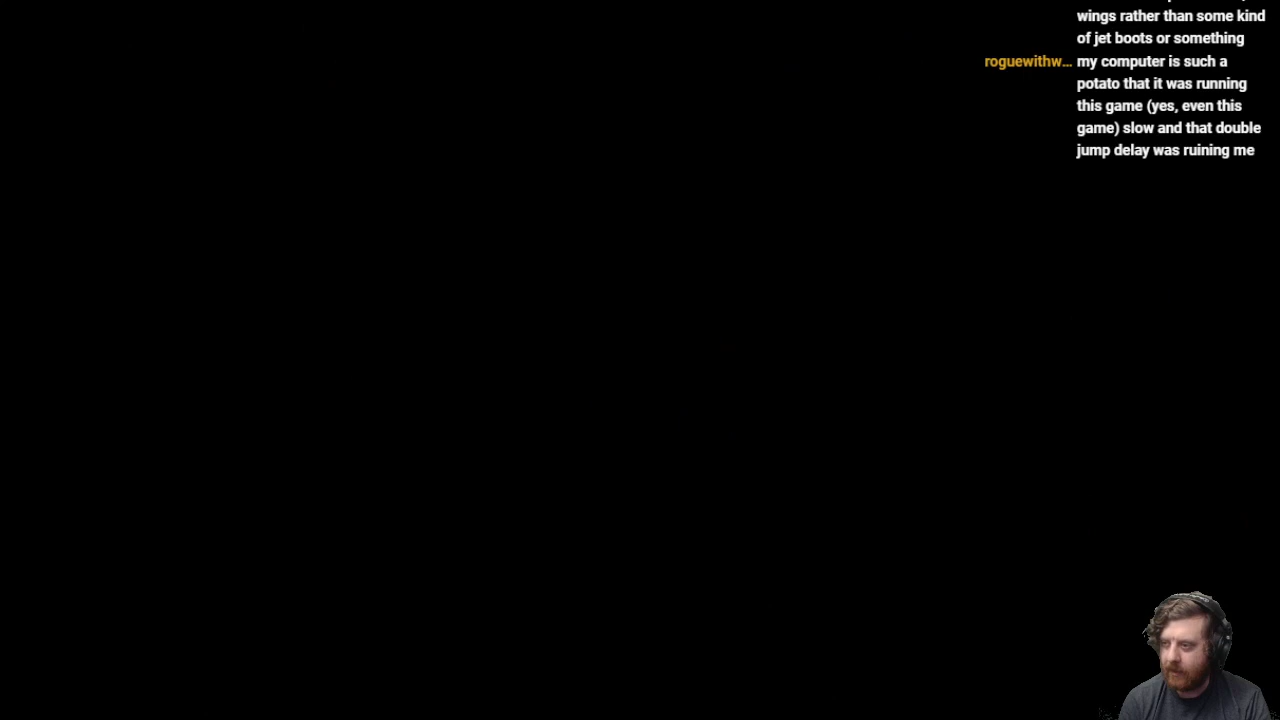 wings rather than some kind
of jet boots or something
roguewithw… my computer is such a
potato that it was running
this game (yes, even this
game) slow and that double
jump delay was ruining me